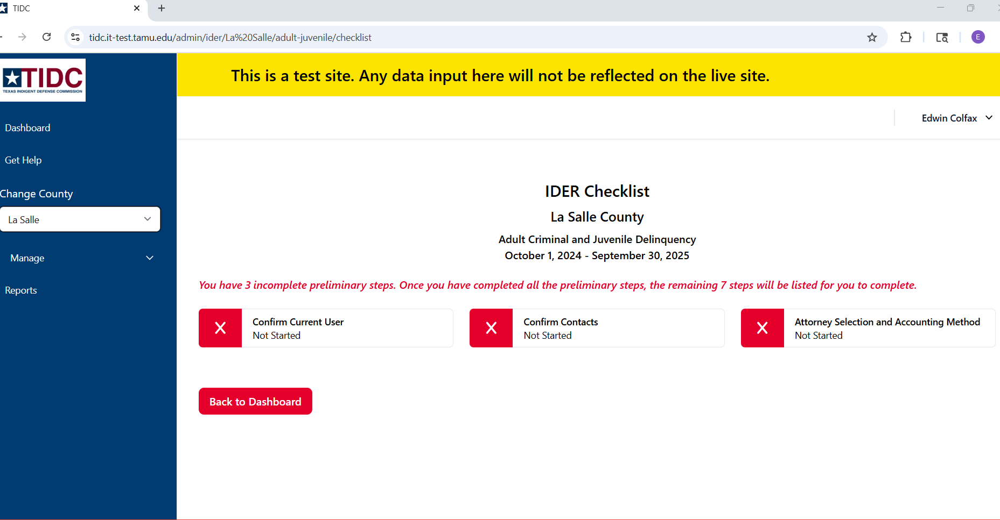 TIDC
tidc.it-test.tamu.edu/admin/ider/La%20Salle/adult-juvenile/checklist
E
TIDC
TEXAS INDIGENT DEFENSE COMMISSION
This is a test site. Any data input here will not be reflected on the live site.
Edwin Colfax
Dashboard
Get Help
Change County
La Salle
Manage
Reports
IDER Checklist
La Salle County
Adult Criminal and Juvenile Delinquency
October 1, 2024 - September 30, 2025
You have 3 incomplete preliminary steps. Once you have completed all the preliminary steps, the remaining 7 steps will be listed for you to complete.
Confirm Current User
Not Started
Confirm Contacts
Not Started
Attorney Selection and Accounting Method
Not Started
Back to Dashboard